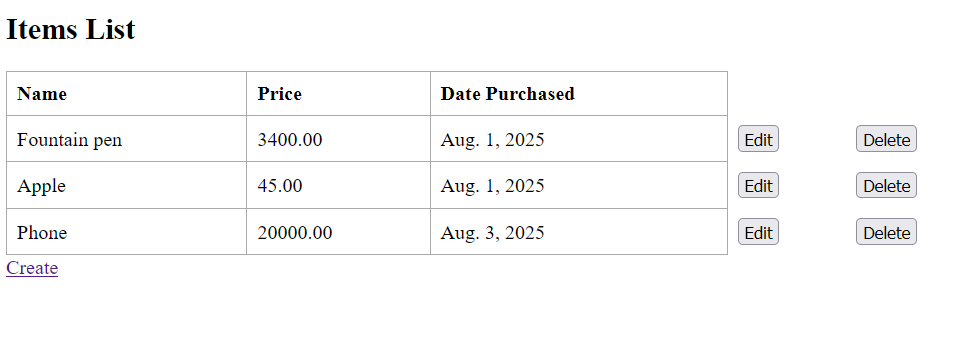 Items List
Name Price Date Purchased
Fountain pen 3400.00 Aug. 1, 2025 Edit Delete
Apple 45.00 Aug. 1, 2025 Edit Delete
Phone 20000.00 Aug. 3, 2025 Edit Delete
Create